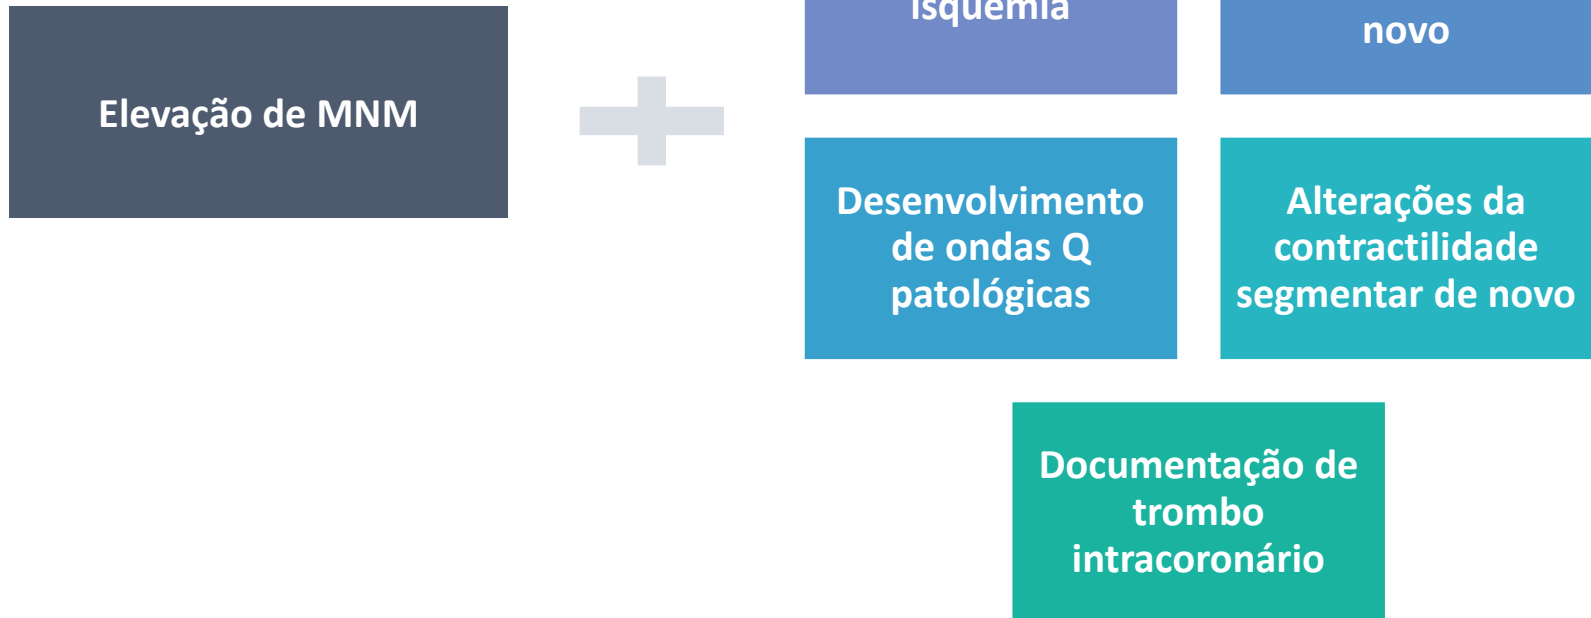 isquemia
novo
Elevação de MNM
Desenvolvimento
de ondas Q
patológicas
Alterações da
contractilidade
segmentar de novo
Documentação de
trombo
intracoronário